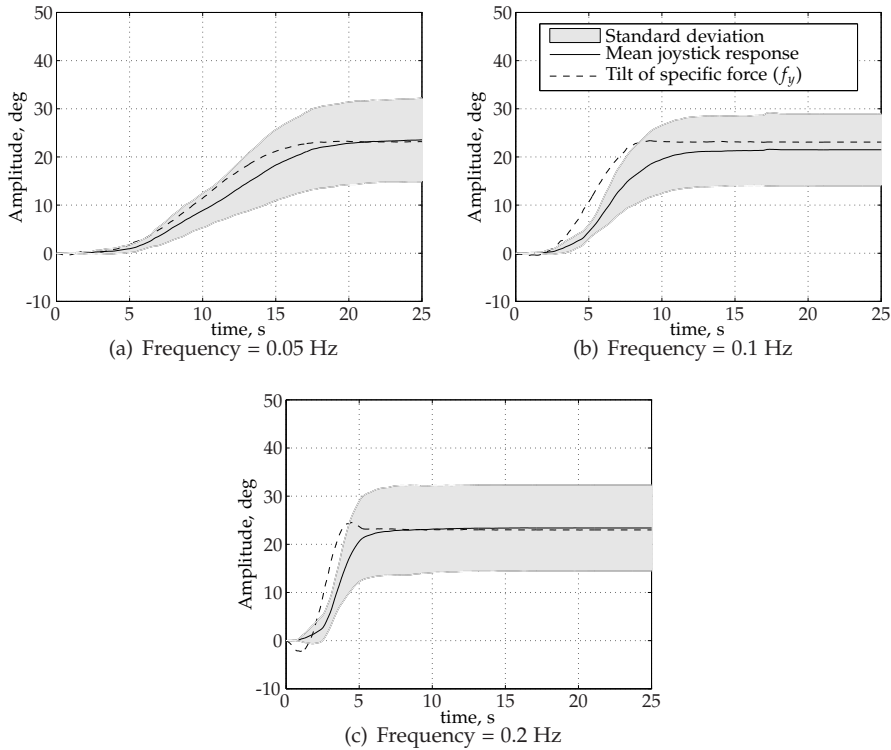 50
40
30
20
10
0
-10
Amplitude, deg
0 5 10 15 20 25
time, s
(a) Frequency = 0.05 Hz
50
40
30
20
10
0
-10
Amplitude, deg
Standard deviation
Mean joystick response
Tilt of specific force (f_y)
0 5 10 15 20 25
time, s
(b) Frequency = 0.1 Hz
50
40
30
20
10
0
-10
Amplitude, deg
0 5 10 15 20 25
time, s
(c) Frequency = 0.2 Hz